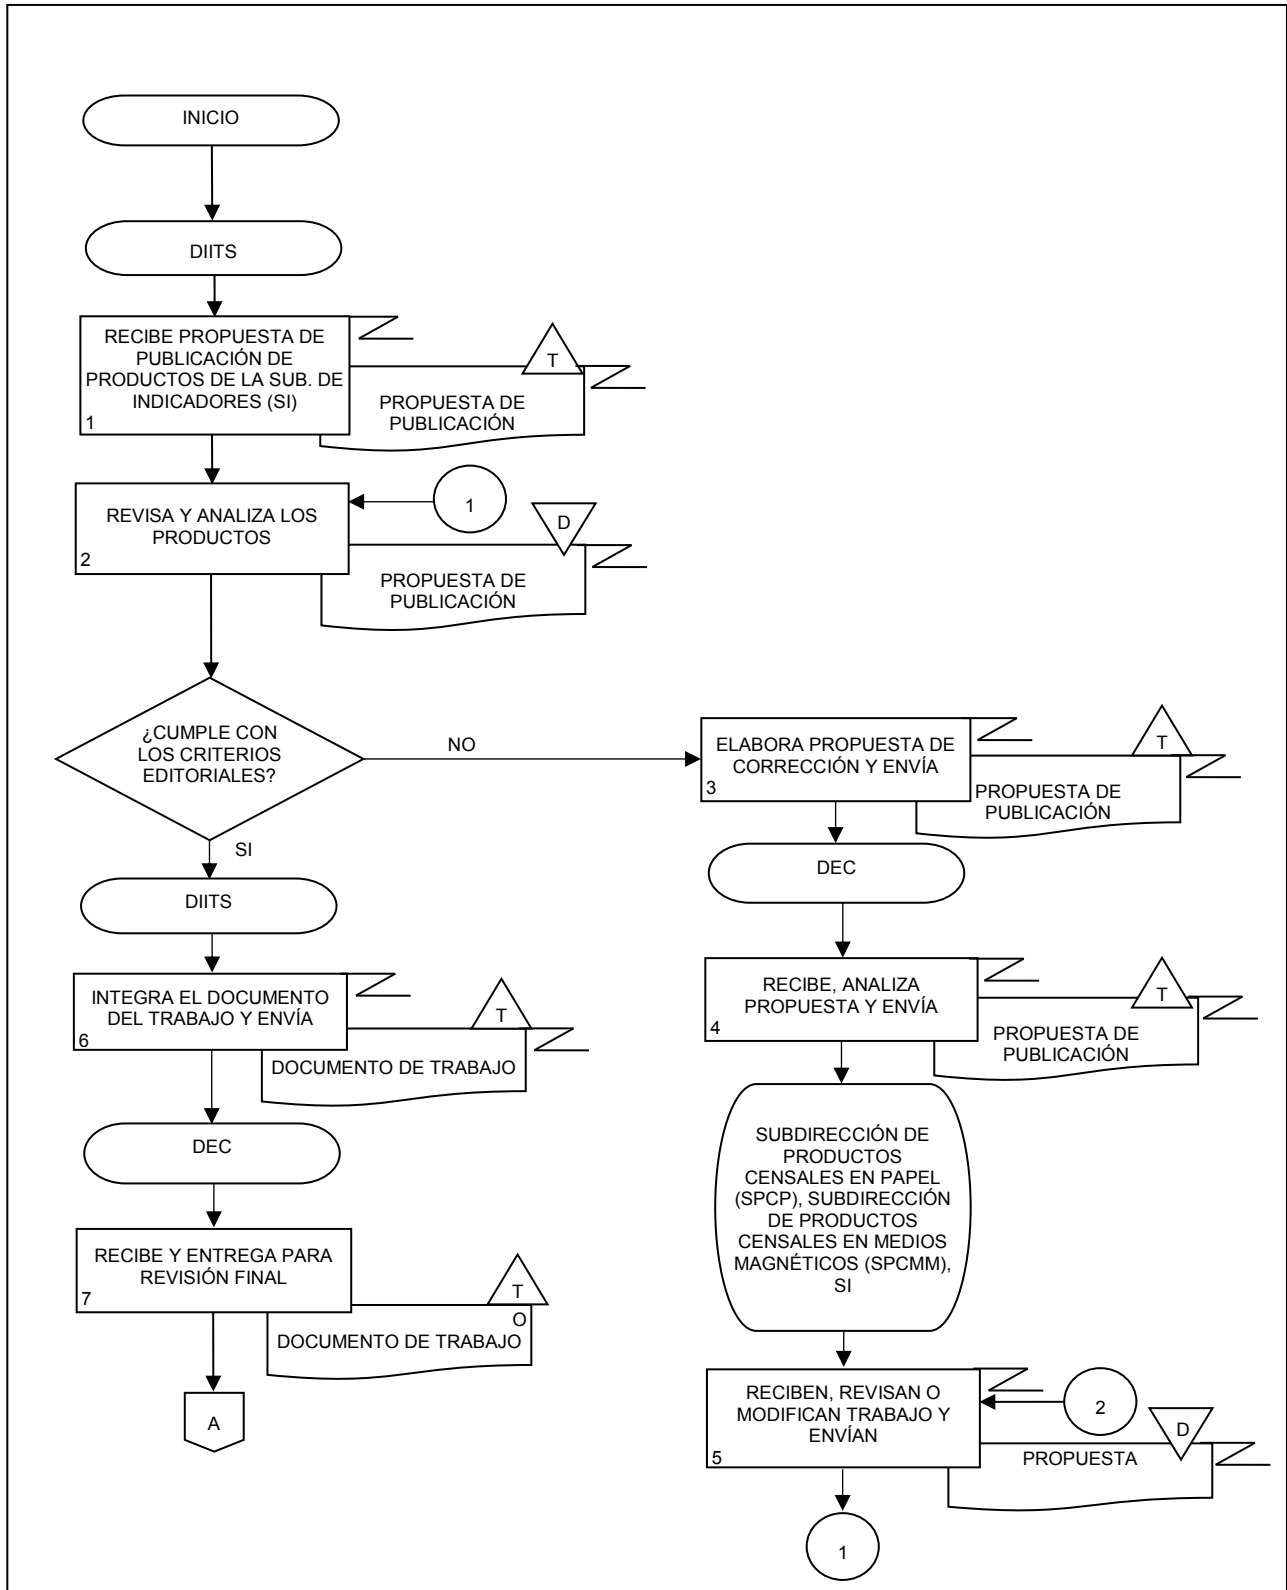 INICIO
DIITS
RECIBE PROPUESTA DE
PUBLICACIÓN DE
PRODUCTOS DE LA SUB. DE
INDICADORES (SI)
1
T
PROPUESTA DE
PUBLICACIÓN
REVISA Y ANALIZA LOS
PRODUCTOS
2
1
D
PROPUESTA DE
PUBLICACIÓN
¿CUMPLE CON
LOS CRITERIOS
EDITORIALES?
NO
SI
ELABORA PROPUESTA DE
CORRECCIÓN Y ENVÍA
3
T
PROPUESTA DE
PUBLICACIÓN
DEC
RECIBE, ANALIZA
PROPUESTA Y ENVÍA
4
T
PROPUESTA DE
PUBLICACIÓN
SUBDIRECCIÓN DE
PRODUCTOS
CENSALES EN PAPEL
(SPCP), SUBDIRECCIÓN
DE PRODUCTOS
CENSALES EN MEDIOS
MAGNÉTICOS (SPCMM),
SI
RECIBEN, REVISAN O
MODIFICAN TRABAJO Y
ENVÍAN
5
2
D
PROPUESTA
1
DIITS
INTEGRA EL DOCUMENTO
DEL TRABAJO Y ENVÍA
6
T
DOCUMENTO DE TRABAJO
DEC
RECIBE Y ENTREGA PARA
REVISIÓN FINAL
7
T
O
DOCUMENTO DE TRABAJO
A